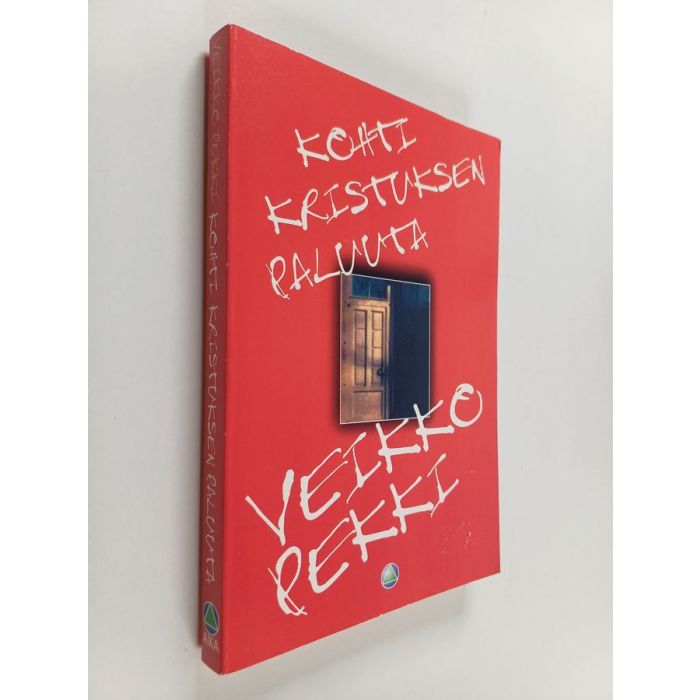 KOHTI
KRISTUKSEN
PALUUTA
VEIKKO
PEKKI
VEIKKO PEKKI KOHTI KRISTUKSEN PALUUTA
AIKA